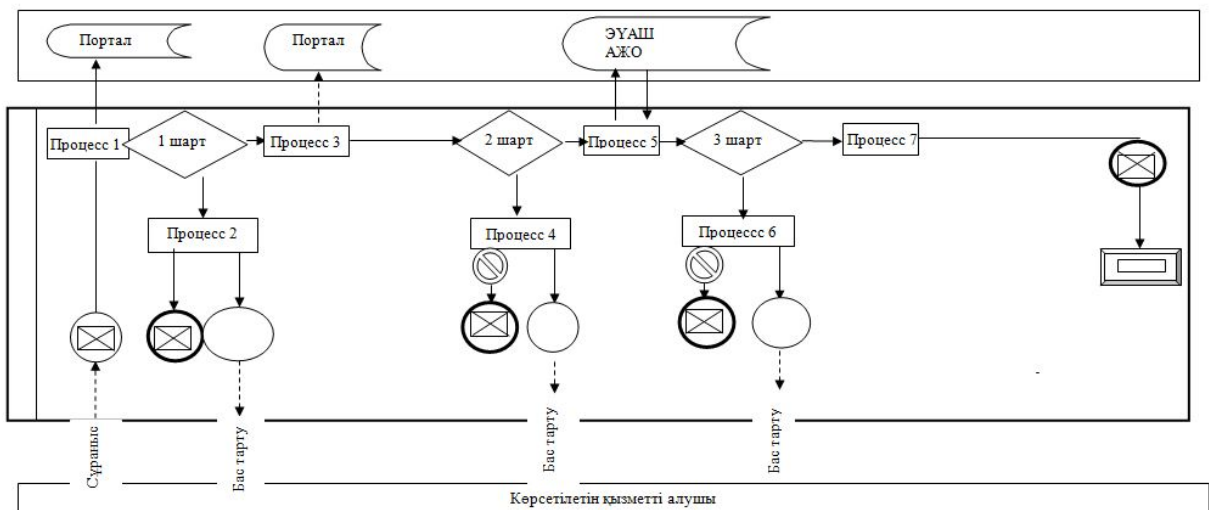 Портал
Портал
ЭҮАШ
АЖО
Процесс 1
1 шарт
Процесс 3
2 шарт
Процесс 5
3 шарт
Процесс 7
Процесс 2
Процесс 4
Процессс 6
Сұраныс
Бас тарту
Бас тарту
Бас тарту
Көрсетілетін қызметті алушы